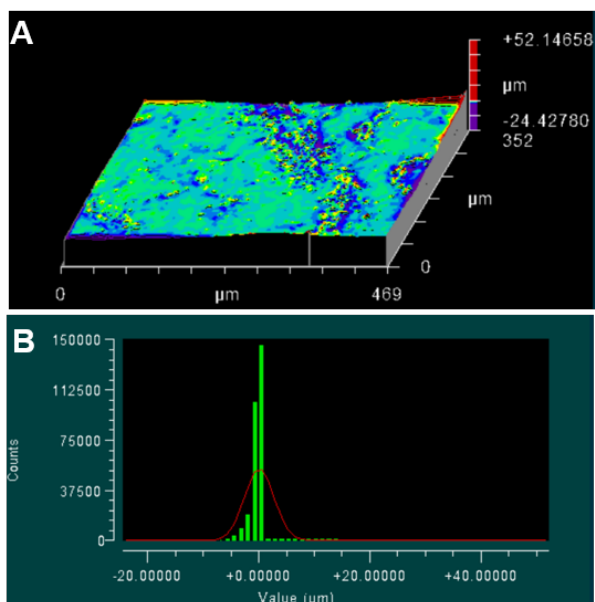 A
+52.14658
µm
-24.42780
352
µm
0
0
µm
469
B
150000
112500
75000
37500
0
Counts
-20.00000
+0.00000
+20.00000
+40.00000
Value (µm)